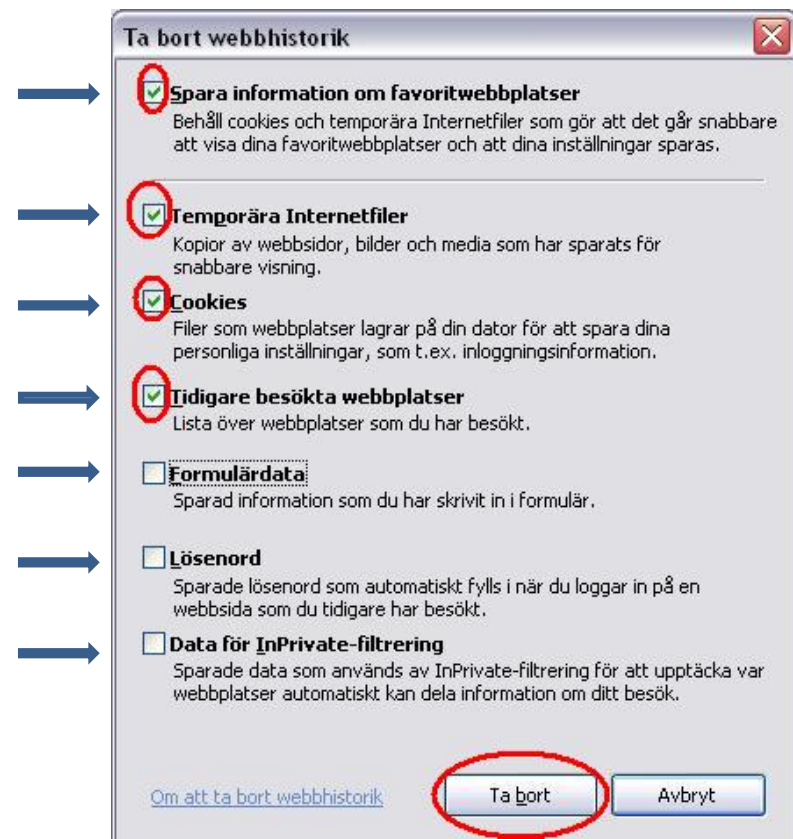 Ta bort webbhistorik
Spara information om favoritwebbplatser
Behåll cookies och temporära Internetfiler som gör att det går snabbare
att visa dina favoritwebbplatser och att dina inställningar sparas.
Temporära Internetfiler
Kopior av webbsidor, bilder och media som har sparats för
snabbare visning.
Cookies
Filer som webbplatser lagrar på din dator för att spara dina
personliga inställningar, som t.ex. inloggningsinformation.
Tidigare besökta webbplatser
Lista över webbplatser som du har besökt.
Formulärdata
Sparad information som du har skrivit in i formulär.
Lösenord
Sparade lösenord som automatiskt fylls i när du loggar in på en
webbsida som du tidigare har besökt.
Data för InPrivate-filtrering
Sparade data som används av InPrivate-filtrering för att upptäcka var
webbplatser automatiskt kan dela information om ditt besök.
Om att ta bort webbhistorik Ta bort Avbryt